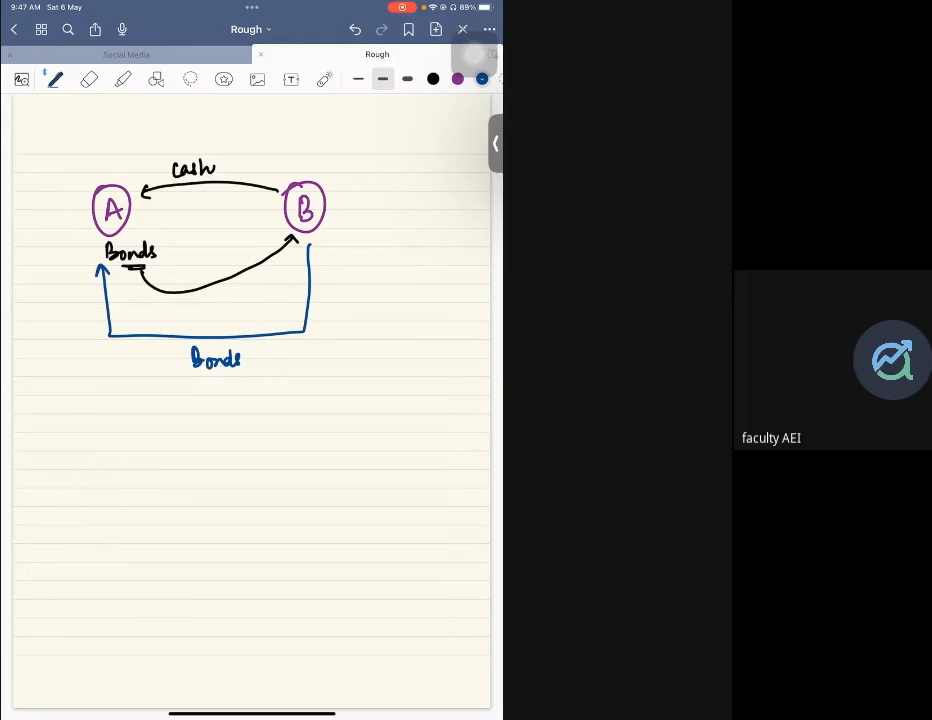 9:47 AM Sat 6 May
89%
Rough
Social Media
Rough
T
Cash
A
B
Bonds
Bonds
faculty AEI